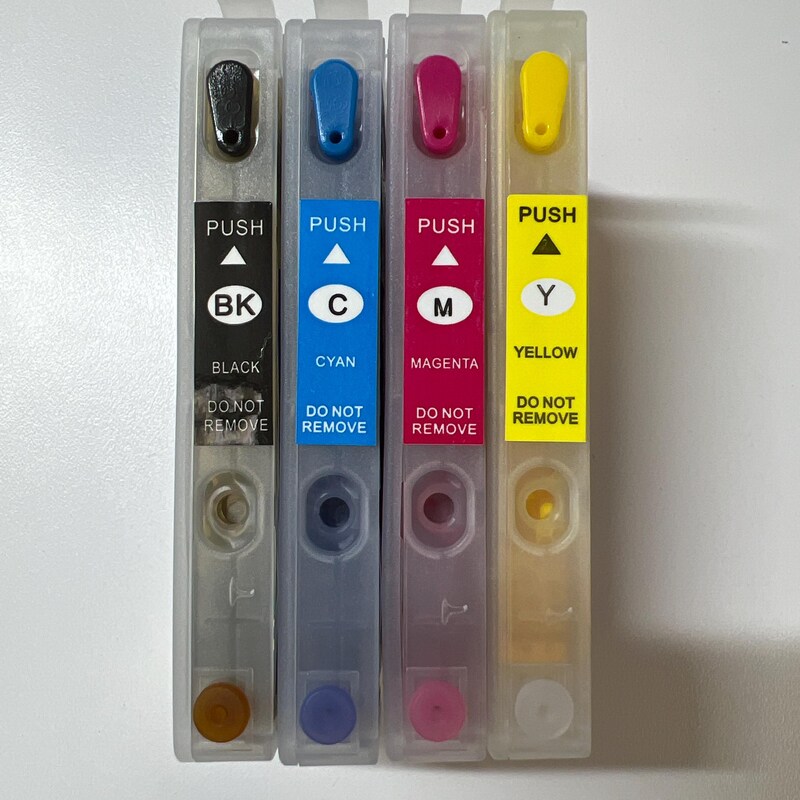 PUSH
BK
BLACK
DO NOT
REMOVE
PUSH
C
CYAN
DO NOT
REMOVE
PUSH
M
MAGENTA
DO NOT
REMOVE
PUSH
Y
YELLOW
DO NOT
REMOVE